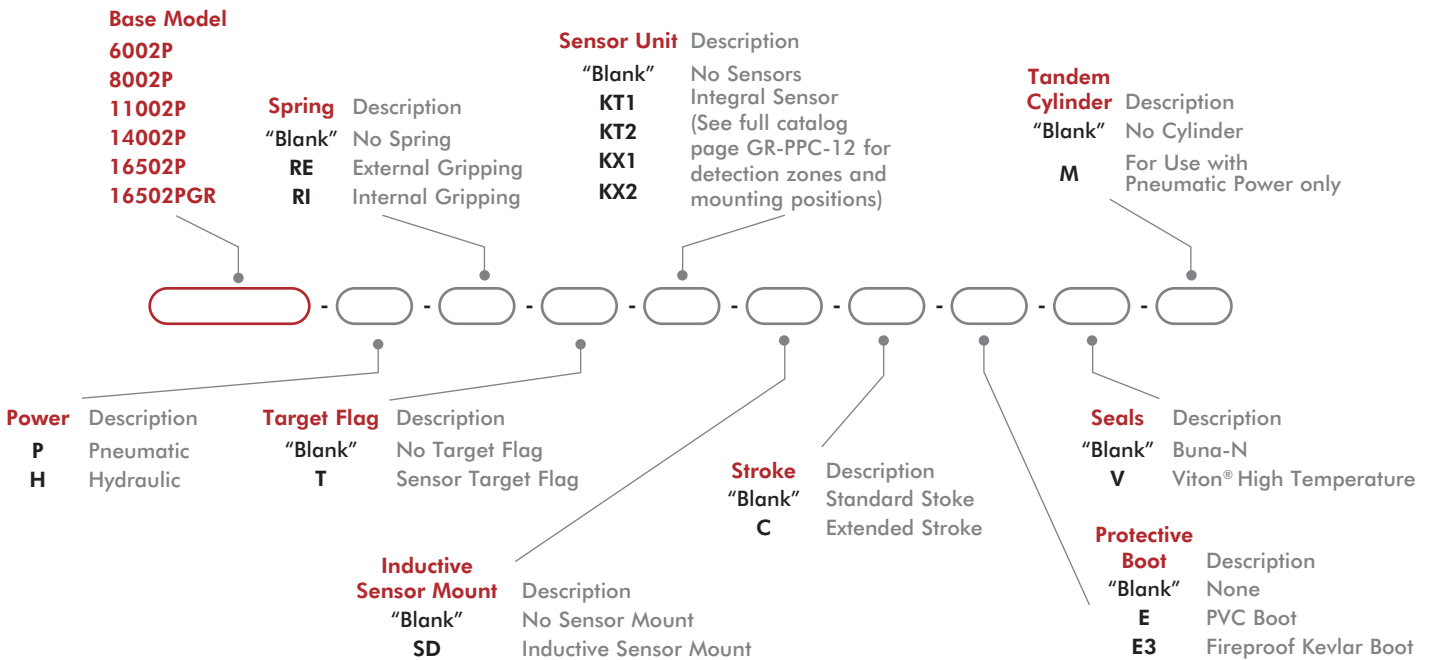 Base Model
6002P
8002P
11002P
14002P
16502P
16502PGR
Spring Description
“Blank” No Spring
RE External Gripping
RI Internal Gripping
Sensor Unit Description
“Blank” No Sensors
KT1 Integral Sensor
KT2 (See full catalog
page GR-PPC-12 for
KX1 detection zones and
KX2 mounting positions)
Tandem
Cylinder Description
“Blank” No Cylinder
M For Use with
Pneumatic Power only
- - - - - - - - -
Power Description
P Pneumatic
H Hydraulic
Target Flag Description
“Blank” No Target Flag
T Sensor Target Flag
Inductive
Sensor Mount Description
“Blank” No Sensor Mount
SD Inductive Sensor Mount
Stroke Description
“Blank” Standard Stoke
C Extended Stroke
Protective
Boot Description
“Blank” None
E PVC Boot
E3 Fireproof Kevlar Boot
Seals Description
“Blank” Buna-N
V Viton® High Temperature